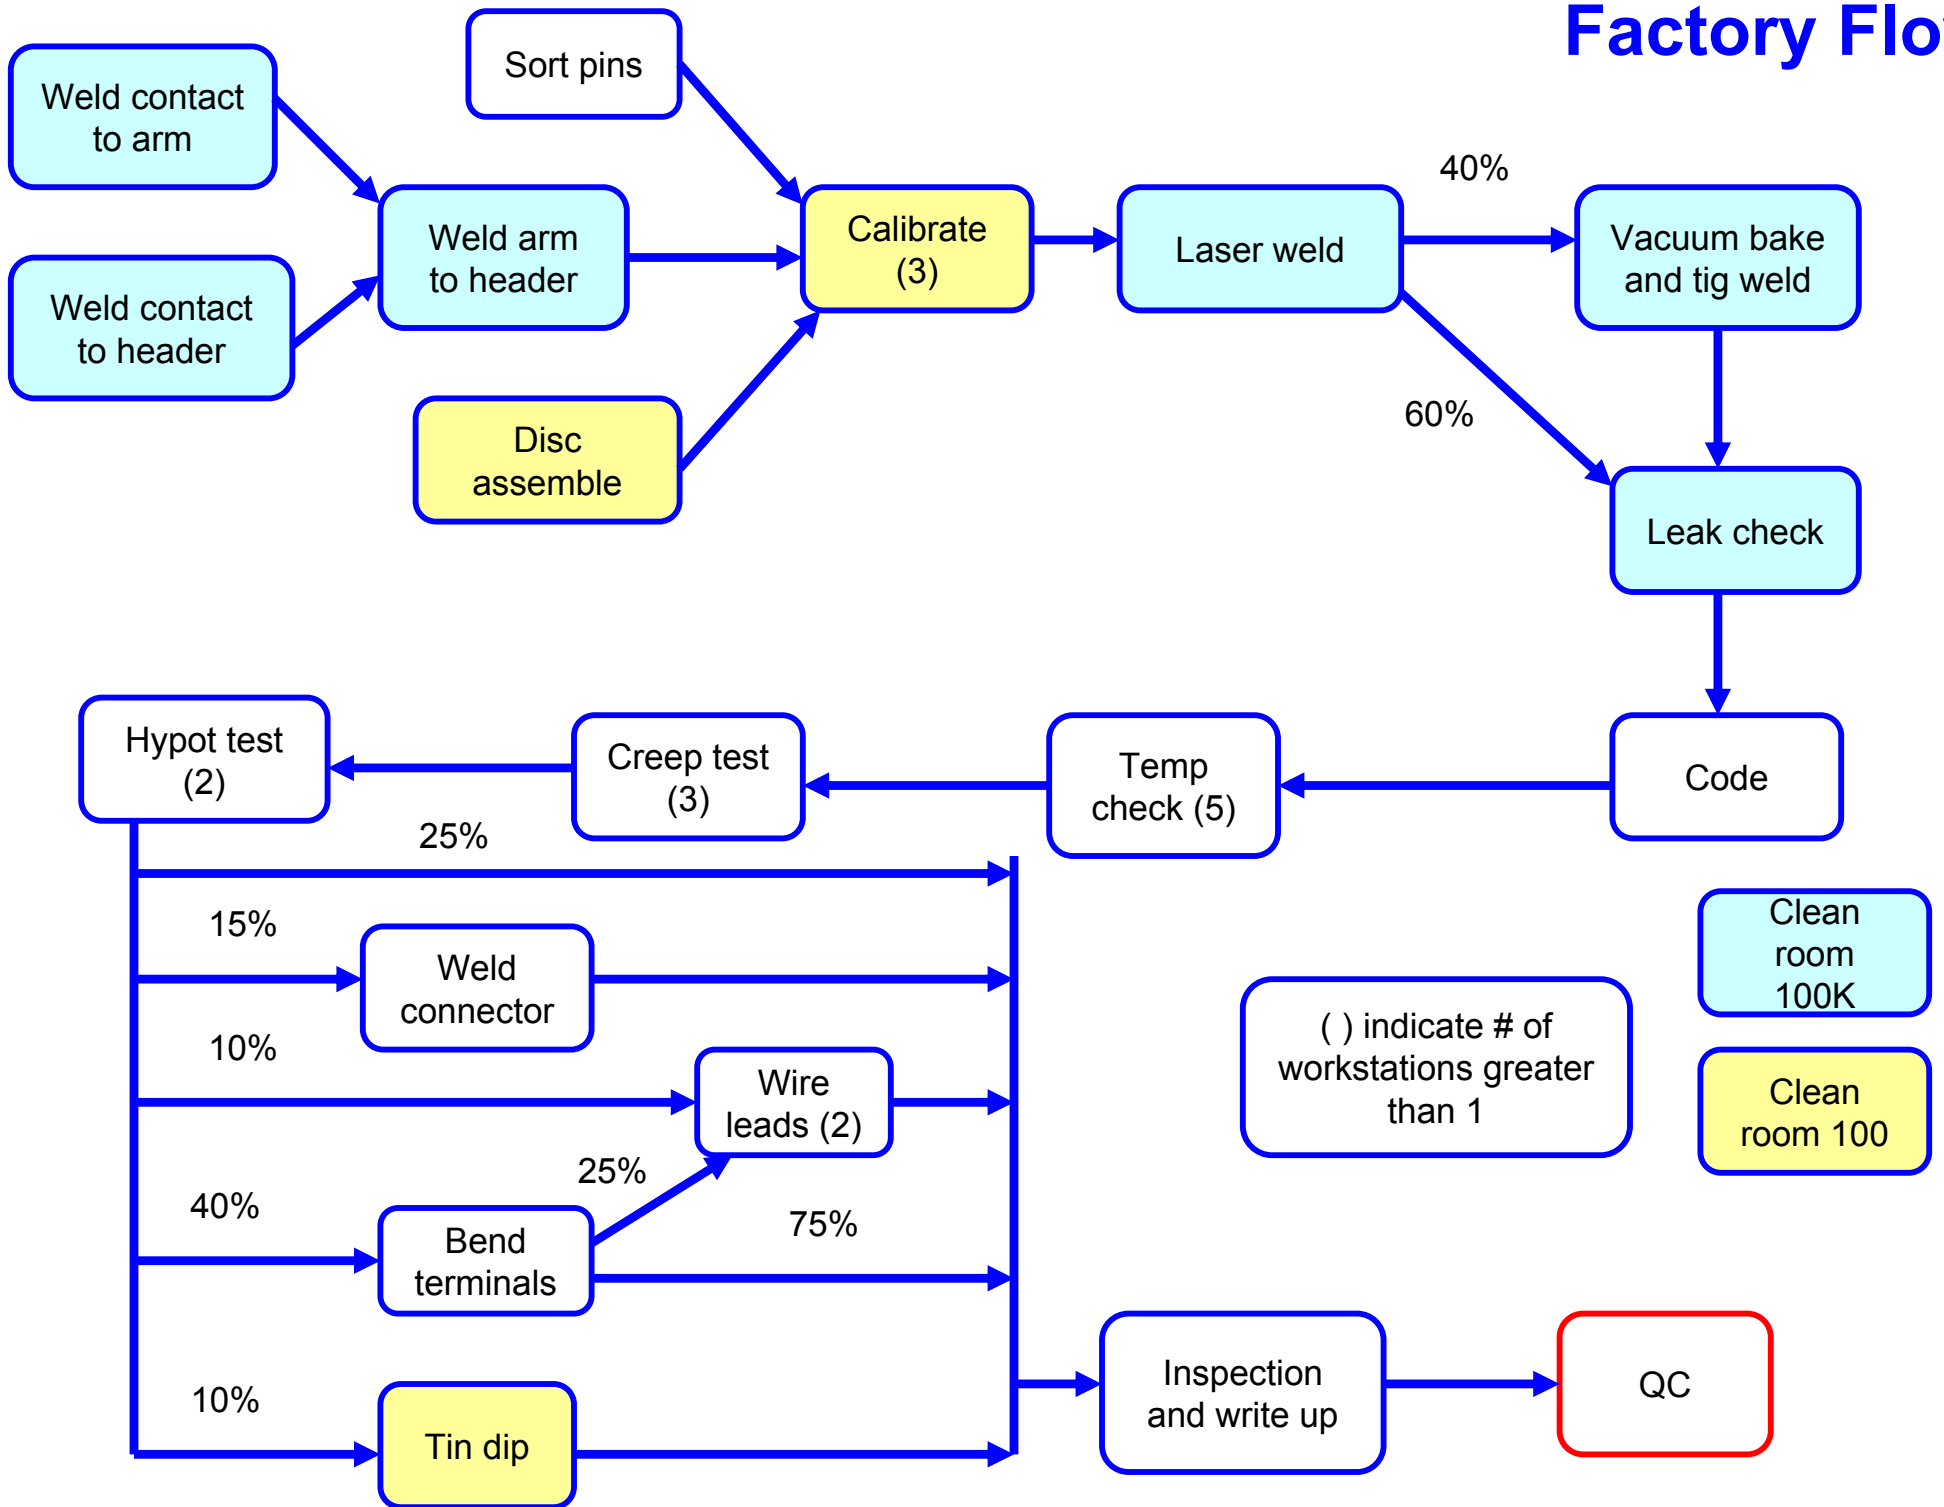 Factory Flo
Sort pins
Weld contact
to arm
Weld contact
to header
Weld arm
to header
Disc
assemble
Calibrate
(3)
Laser weld
40%
60%
Vacuum bake
and tig weld
Leak check
Code
Temp
check (5)
Creep test
(3)
Hypot test
(2)
25%
15%
Weld
connector
10%
Wire
leads (2)
25%
40%
Bend
terminals
75%
10%
Tin dip
Inspection
and write up
QC
( ) indicate # of
workstations greater
than 1
Clean
room
100K
Clean
room 100